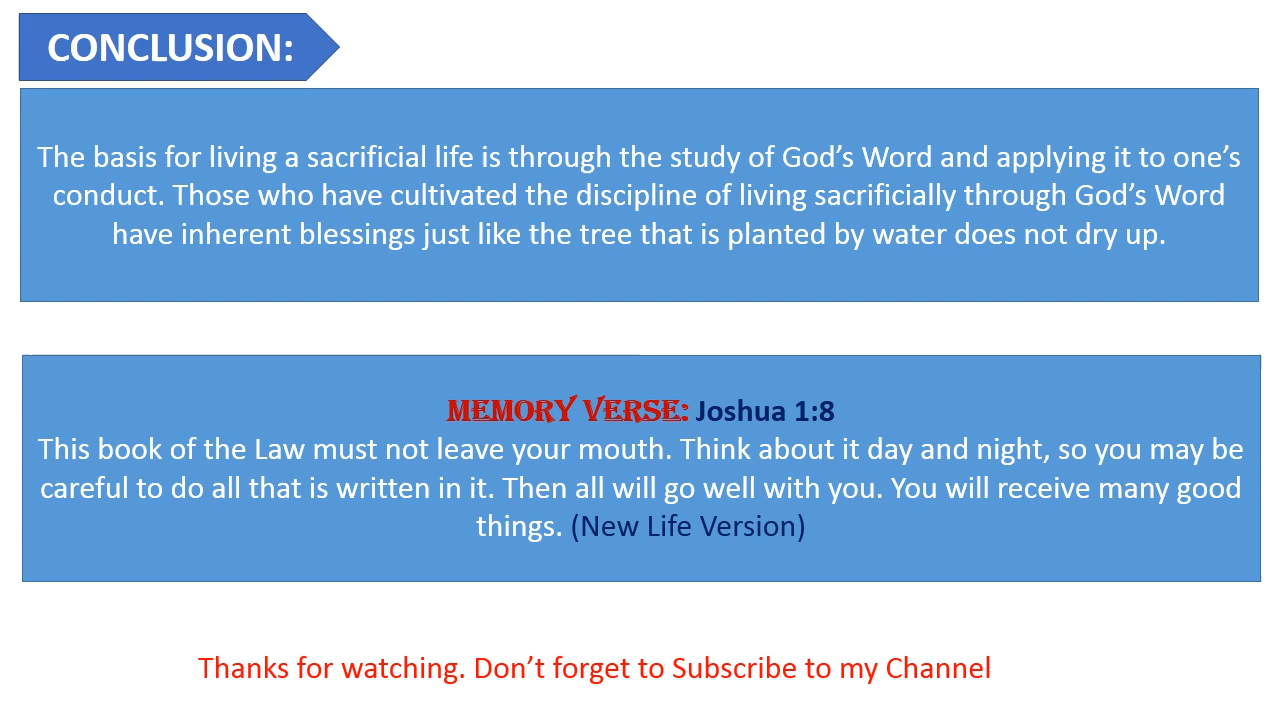 CONCLUSION:
The basis for living a sacrificial life is through the study of God’s Word and applying it to one’s
conduct. Those who have cultivated the discipline of living sacrificially through God’s Word
have inherent blessings just like the tree that is planted by water does not dry up.
MEMORY VERSE: Joshua 1:8
This book of the Law must not leave your mouth. Think about it day and night, so you may be
careful to do all that is written in it. Then all will go well with you. You will receive many good
things. (New Life Version)
Thanks for watching. Don’t forget to Subscribe to my Channel